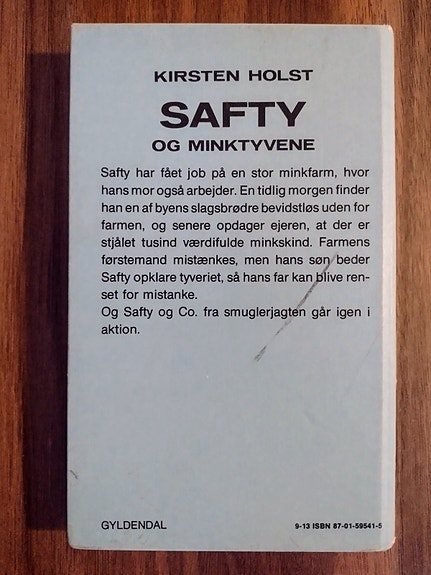 KIRSTEN HOLST
SAFTY
OG MINKTYVENE
Safty har fået job på en stor minkfarm, hvor
hans mor også arbejder. En tidlig morgen finder
han en af byens slagsbrødre bevidstløs uden for
farmen, og senere opdager ejeren, at der er
stjålet tusind værdifulde minkskind. Farmens
førstemand mistænkes, men hans søn beder
Safty opklare tyveriet, så hans far kan blive ren-
set for mistanke.
Og Safty og Co. fra smuglerjagten går igen i
aktion.
GYLDENDAL
9-13 ISBN 87-01-59541-5